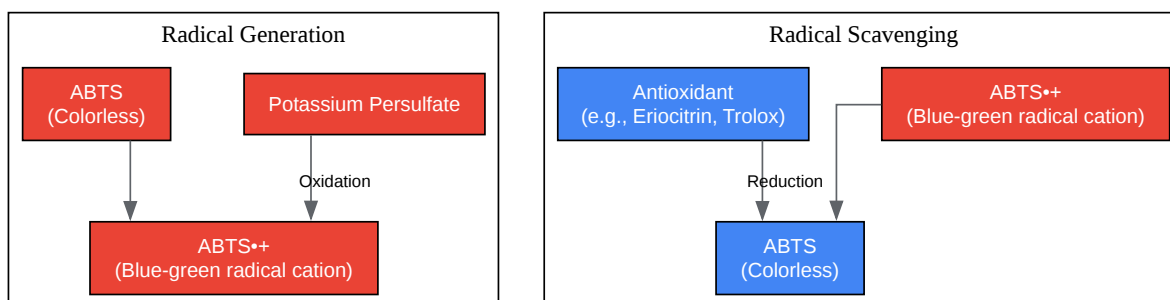 Radical Generation
ABTS
(Colorless)
Potassium Persulfate
Oxidation
ABTS•+
(Blue-green radical cation)
Radical Scavenging
Antioxidant
(e.g., Eriocitrin, Trolox)
ABTS•+
(Blue-green radical cation)
Reduction
ABTS
(Colorless)